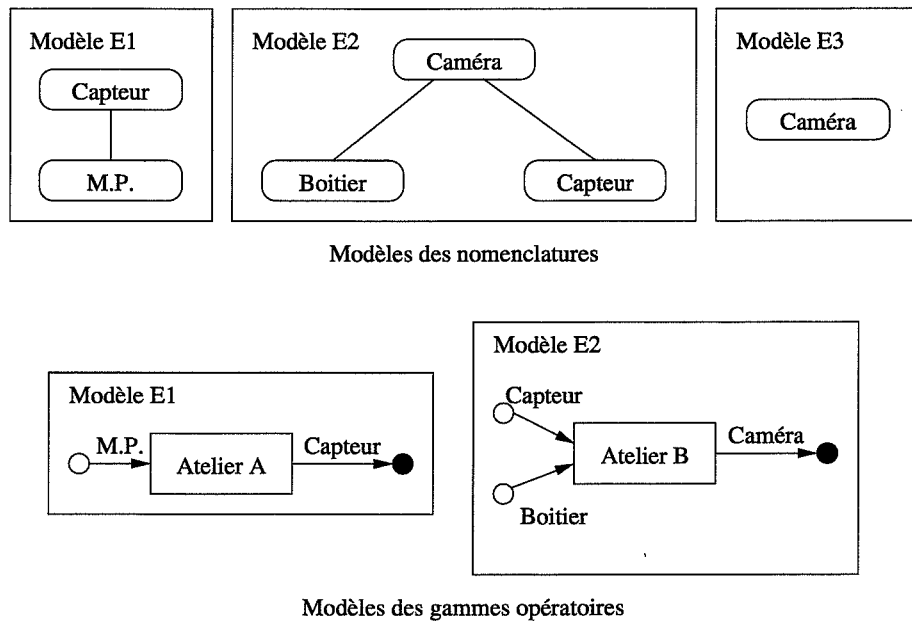 Modèle E1
Capteur
M.P.
Modèle E2
Caméra
Boitier
Capteur
Modèle E3
Caméra
Modèles des nomenclatures
Modèle E1
M.P.
Atelier A
Capteur
Modèle E2
Capteur
Atelier B
Caméra
Boitier
Modèles des gammes opératoires